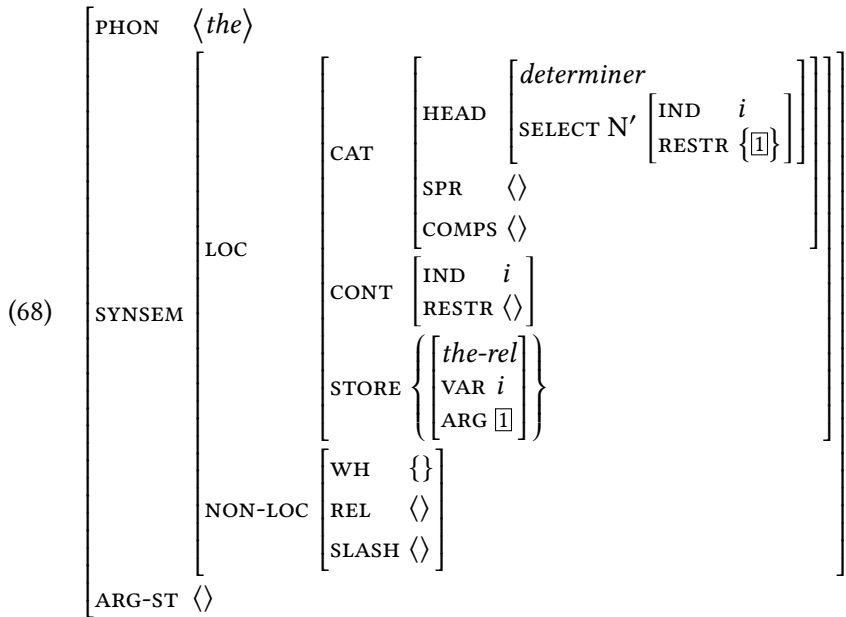 PHON ⟨the⟩
determiner
HEAD SELECT N′ [IND i
RESTR {1}]
CAT
SPR ⟨⟩
COMPS ⟨⟩
LOC
CONT [IND i
RESTR ⟨⟩]
(68) SYNSEM
the-rel
STORE VAR i
ARG 1
WH {}
NON-LOC REL ⟨⟩
SLASH ⟨⟩
ARG-ST ⟨⟩